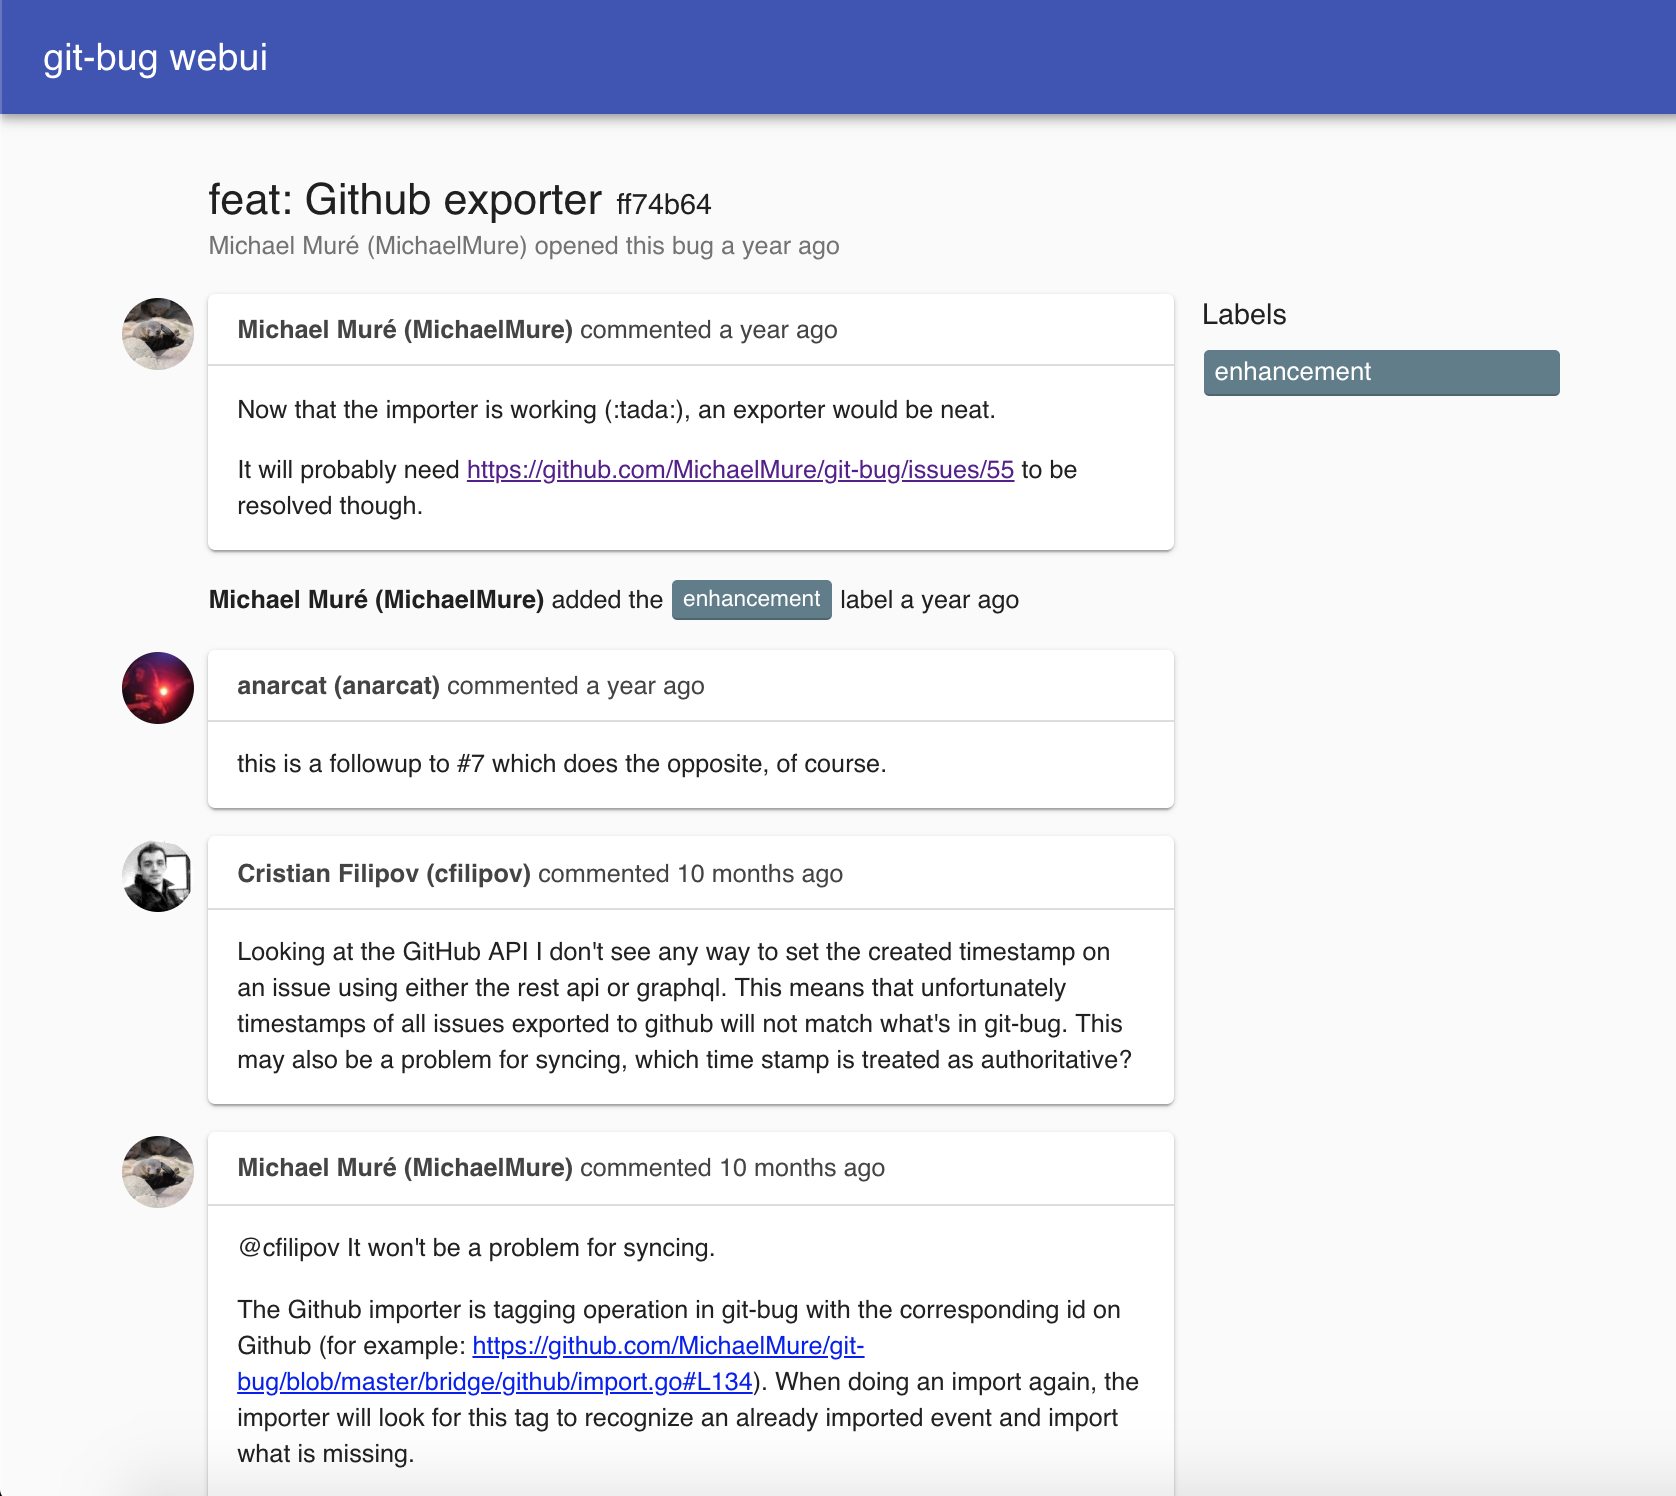 git-bug webui
feat: Github exporter ff74b64
Michael Muré (MichaelMure) opened this bug a year ago
Michael Muré (MichaelMure) commented a year ago
Now that the importer is working (:tada:), an exporter would be neat.
It will probably need https://github.com/MichaelMure/git-bug/issues/55 to be
resolved though.
Labels
enhancement
Michael Muré (MichaelMure) added the enhancement label a year ago
anarcat (anarcat) commented a year ago
this is a followup to #7 which does the opposite, of course.
Cristian Filipov (cfilipov) commented 10 months ago
Looking at the GitHub API I don't see any way to set the created timestamp on
an issue using either the rest api or graphql. This means that unfortunately
timestamps of all issues exported to github will not match what's in git-bug. This
may also be a problem for syncing, which time stamp is treated as authoritative?
Michael Muré (MichaelMure) commented 10 months ago
@cfilipov It won't be a problem for syncing.
The Github importer is tagging operation in git-bug with the corresponding id on
Github (for example: https://github.com/MichaelMure/git-
bug/blob/master/bridge/github/import.go#L134). When doing an import again, the
importer will look for this tag to recognize an already imported event and import
what is missing.